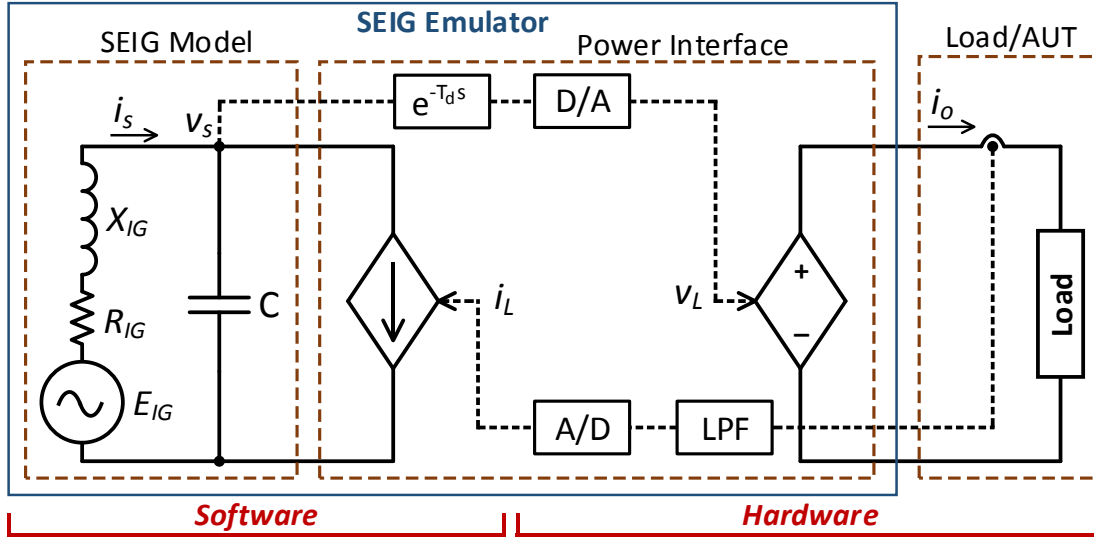 SEIG Emulator
SEIG Model
Power Interface
Load/AUT
e^-T_d s
D/A
i_s
v_s
i_o
X_IG
R_IG
C
E_IG
i_L
v_L
+
−
Load
A/D
LPF
Software
Hardware